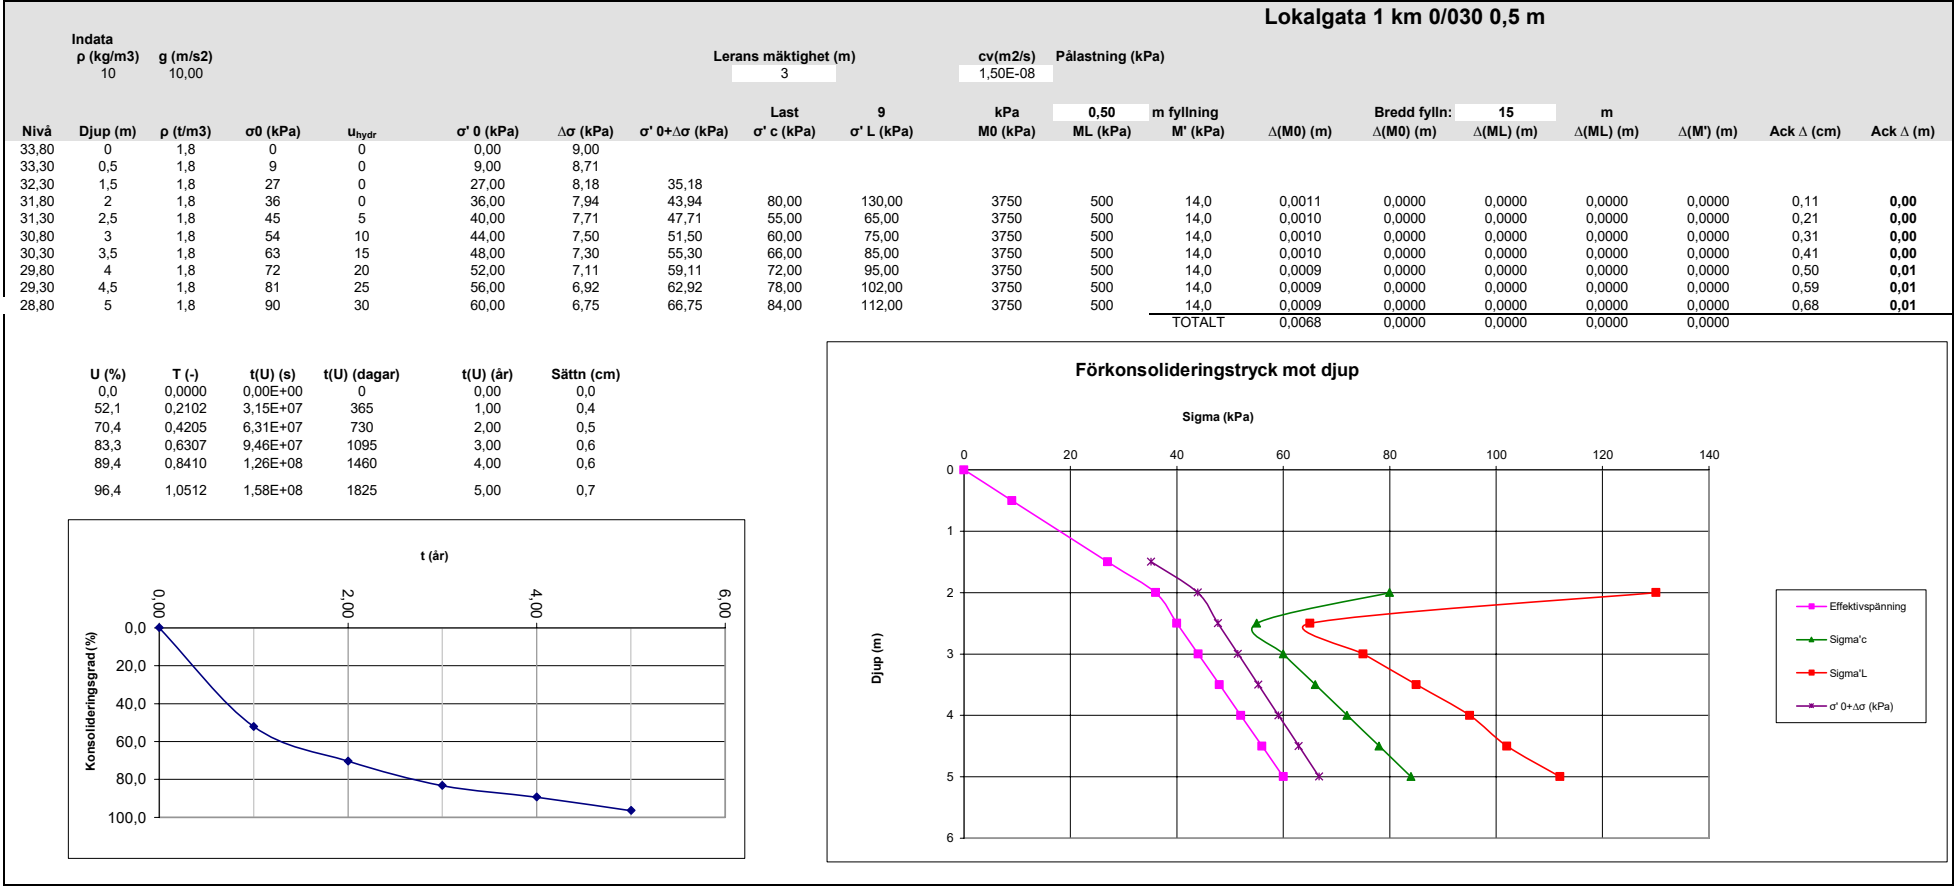 Lokalgata 1 km 0/030 0,5 m
Indata
ρ (kg/m3) g (m/s2) Lerans mäktighet (m) cv(m2/s) Pålastning (kPa)
10 10,00 3 1,50E-08
Last 9 kPa 0,50 m fyllning Bredd fylln: 15 m
Nivå Djup (m) ρ (t/m3) σ0 (kPa) uhydr σ' 0 (kPa) Δσ (kPa) σ' 0+Δσ (kPa) σ' c (kPa) σ' L (kPa) M0 (kPa) ML (kPa) M' (kPa) Δ(M0) (m) Δ(M0) (m) Δ(ML) (m) Δ(ML) (m) Δ(M') (m) Ack Δ (cm) Ack Δ (m)
33,80 0 1,8 0 0 0,00 9,00
33,30 0,5 1,8 9 0 9,00 8,71
32,30 1,5 1,8 27 0 27,00 8,18 35,18
31,80 2 1,8 36 0 36,00 7,94 43,94 80,00 130,00 3750 500 14,0 0,0011 0,0000 0,0000 0,0000 0,0000 0,11 0,00
31,30 2,5 1,8 45 5 40,00 7,71 47,71 55,00 65,00 3750 500 14,0 0,0010 0,0000 0,0000 0,0000 0,0000 0,21 0,00
30,80 3 1,8 54 10 44,00 7,50 51,50 60,00 75,00 3750 500 14,0 0,0010 0,0000 0,0000 0,0000 0,0000 0,31 0,00
30,30 3,5 1,8 63 15 48,00 7,30 55,30 66,00 85,00 3750 500 14,0 0,0010 0,0000 0,0000 0,0000 0,0000 0,41 0,00
29,80 4 1,8 72 20 52,00 7,11 59,11 72,00 95,00 3750 500 14,0 0,0009 0,0000 0,0000 0,0000 0,0000 0,50 0,01
29,30 4,5 1,8 81 25 56,00 6,92 62,92 78,00 102,00 3750 500 14,0 0,0009 0,0000 0,0000 0,0000 0,0000 0,59 0,01
28,80 5 1,8 90 30 60,00 6,75 66,75 84,00 112,00 3750 500 14,0 0,0009 0,0000 0,0000 0,0000 0,0000 0,68 0,01
TOTALT 0,0068 0,0000 0,0000 0,0000 0,0000
U (%) T (-) t(U) (s) t(U) (dagar) t(U) (år) Sättn (cm)
0,0 0,0000 0,00E+00 0 0,00 0,0
52,1 0,2102 3,15E+07 365 1,00 0,4
70,4 0,4205 6,31E+07 730 2,00 0,5
83,3 0,6307 9,46E+07 1095 3,00 0,6
89,4 0,8410 1,26E+08 1460 4,00 0,6
96,4 1,0512 1,58E+08 1825 5,00 0,7
t (år)
0,00 2,00 4,00 6,00
0,0
20,0
40,0
60,0
80,0
100,0
Konsolideringsgrad (%)
Förkonsolideringstryck mot djup
Sigma (kPa)
0 20 40 60 80 100 120 140
0
1
2
3
4
5
6
Djup (m)
Effektivspänning
Sigma'c
Sigma'L
σ' 0+Δσ (kPa)